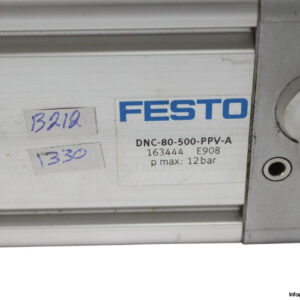 B212
1330
FESTO
DNC-80-500-PPV-A
163444 E908
p max: 12bar